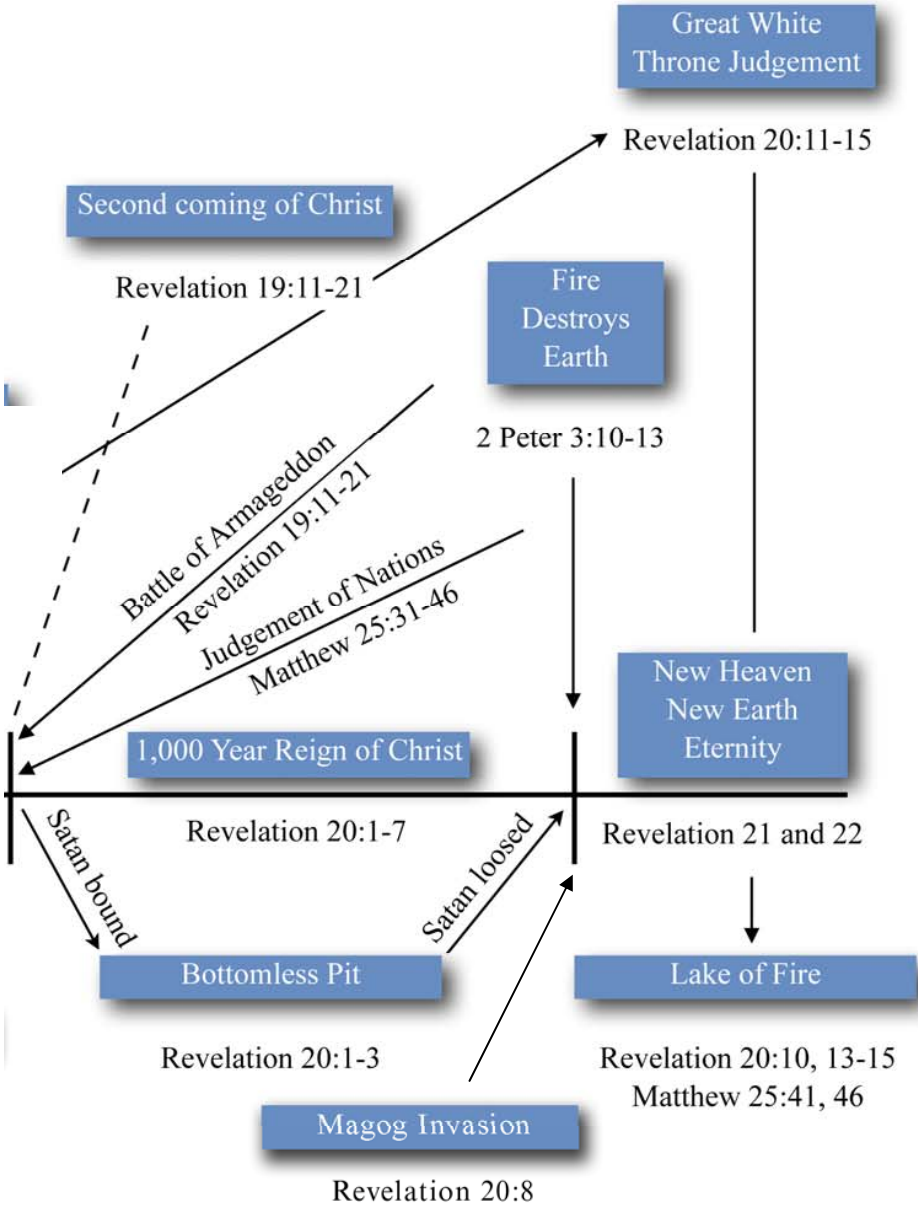 Great White
Throne Judgement
Revelation 20:11-15
Second coming of Christ
Revelation 19:11-21
Fire
Destroys
Earth
2 Peter 3:10-13
Battle of Armageddon
Revelation 19:11-21
Judgement of Nations
Matthew 25:31-46
New Heaven
New Earth
Eternity
1,000 Year Reign of Christ
Revelation 20:1-7
Revelation 21 and 22
Satan bound
Satan loosed
Bottomless Pit
Lake of Fire
Revelation 20:1-3
Revelation 20:10, 13-15
Matthew 25:41, 46
Magog Invasion
Revelation 20:8